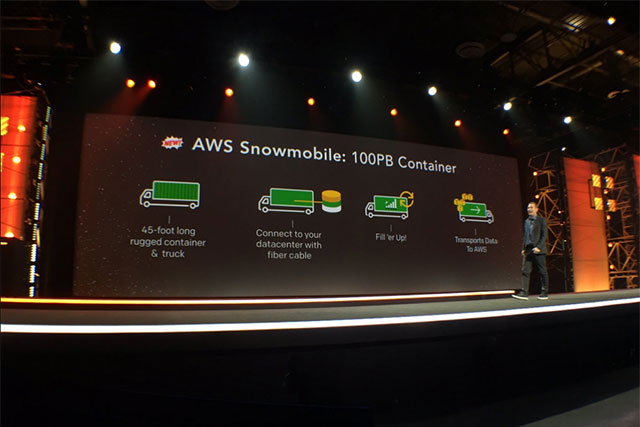 NEW!
AWS Snowmobile: 100PB Container
45-foot long
rugged container
& truck
Connect to your
datacenter with
fiber cable
Fill 'er Up!
Transports Data
To AWS